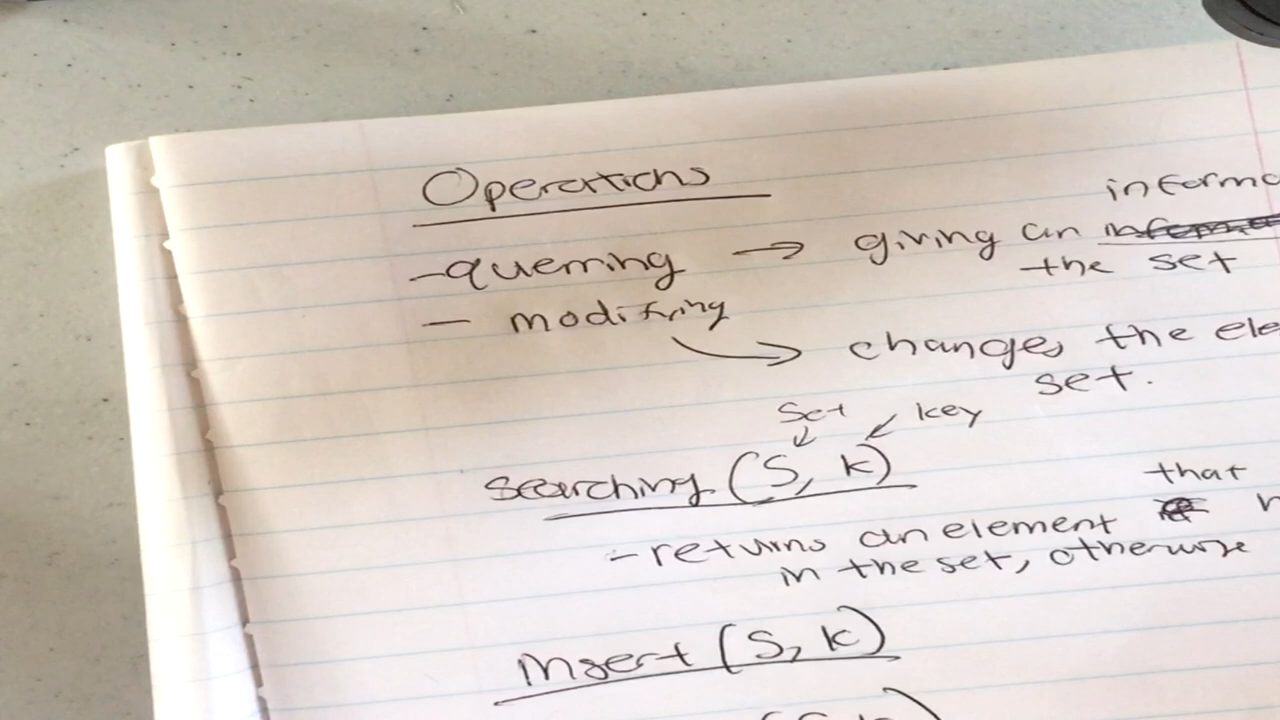 Operations
informa
- querring → giving an
the set
- modifying
→ changes the ele
set.
Set key
Searching (S, k)
that
- returns an element
in the set, otherwise
Insert (S, k)